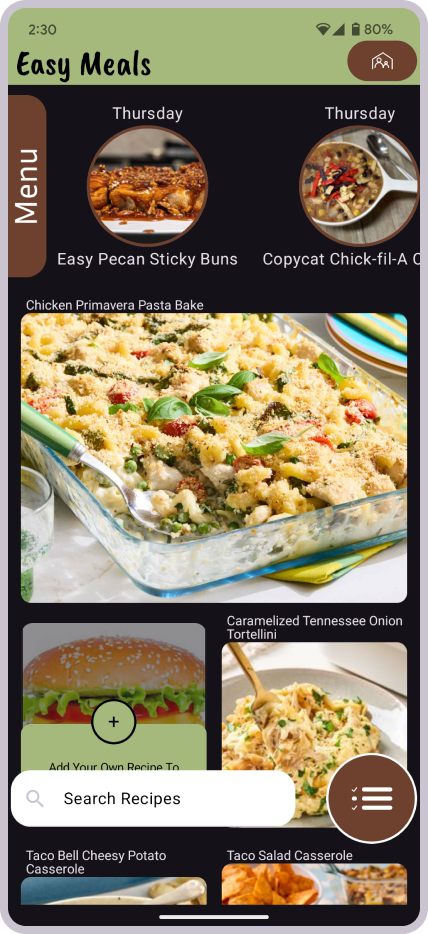 2:30
80%
Easy Meals
Menu
Thursday
Thursday
Easy Pecan Sticky Buns
Copycat Chick-fil-A C
Chicken Primavera Pasta Bake
Caramelized Tennessee Onion
Tortellini
+
Add Your Own Recipe To
Search Recipes
Taco Bell Cheesy Potato
Casserole
Taco Salad Casserole